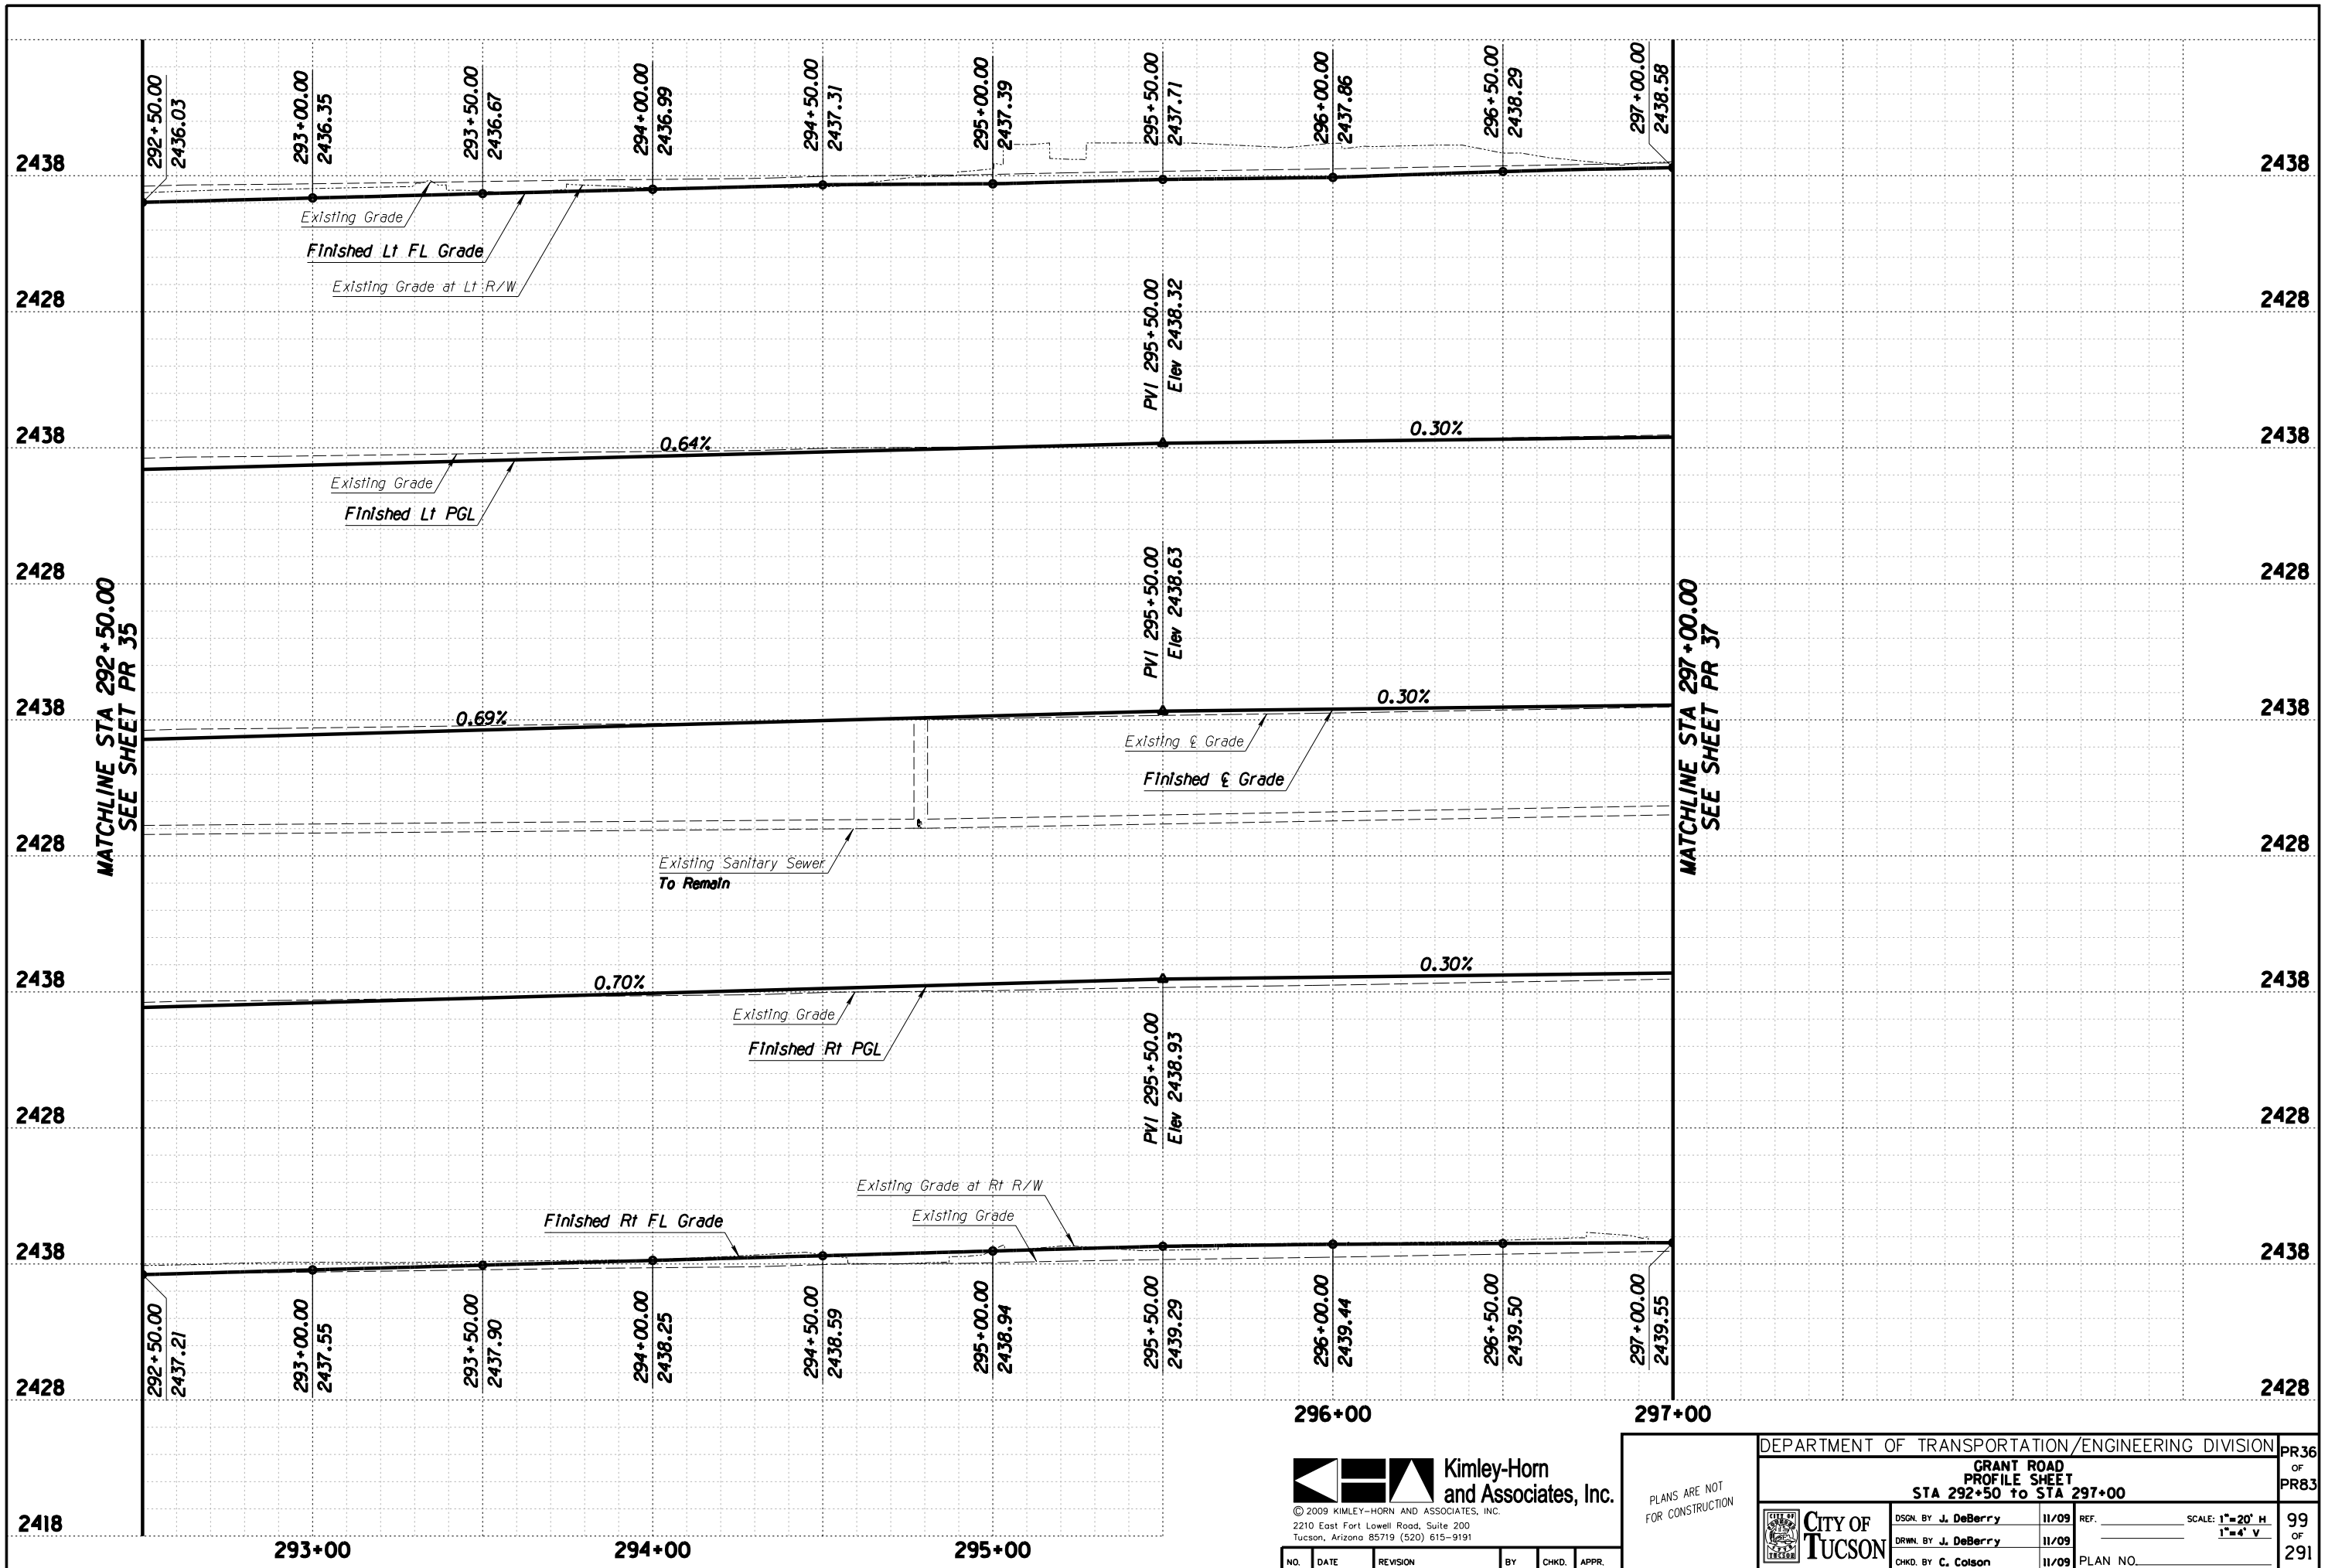 292+50.00
2436.03
293+00.00
2436.35
293+50.00
2436.67
294+00.00
2436.99
294+50.00
2437.31
295+00.00
2437.39
295+50.00
2437.71
296+00.00
2437.86
296+50.00
2438.29
297+00.00
2438.58
2438
2438
Existing Grade
Finished Lt FL Grade
Existing Grade at Lt R/W
2428
2428
PVI 295+50.00
Elev 2438.32
2438
0.64%
0.30%
2438
Existing Grade
Finished Lt PGL
2428
2428
PVI 295+50.00
Elev 2438.63
MATCHLINE STA 292+50.00
SEE SHEET PR 35
MATCHLINE STA 297+00.00
SEE SHEET PR 37
2438
0.69%
0.30%
2438
Existing ℄ Grade
Finished ℄ Grade
2428
2428
Existing Sanitary Sewer
To Remain
2438
0.70%
0.30%
2438
Existing Grade
Finished Rt PGL
PVI 295+50.00
Elev 2438.93
2428
2428
Existing Grade at Rt R/W
Finished Rt FL Grade
Existing Grade
2438
2438
292+50.00
2437.21
293+00.00
2437.55
293+50.00
2437.90
294+00.00
2438.25
294+50.00
2438.59
295+00.00
2438.94
295+50.00
2439.29
296+00.00
2439.44
296+50.00
2439.50
297+00.00
2439.55
2428
2428
296+00
297+00
2418
293+00
294+00
295+00
Kimley-Horn
and Associates, Inc.
© 2009 KIMLEY-HORN AND ASSOCIATES, INC.
2210 East Fort Lowell Road, Suite 200
Tucson, Arizona 85719 (520) 615-9191
NO. DATE REVISION BY CHKD. APPR.
PLANS ARE NOT
FOR CONSTRUCTION
DEPARTMENT OF TRANSPORTATION/ENGINEERING DIVISION
GRANT ROAD
PROFILE SHEET
STA 292+50 to STA 297+00
PR36
OF
PR83
CITY OF
TUCSON
DSGN. BY J. DeBerry 11/09 REF. SCALE: 1"=20' H
DRWN. BY J. DeBerry 11/09 1"=4' V
CHKD. BY C. Colson 11/09 PLAN NO.
99
OF
291